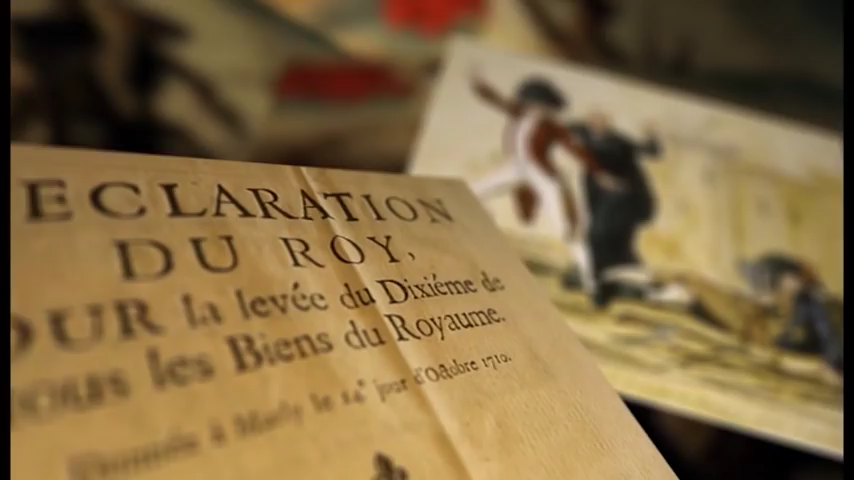 ECLARATION
DU ROY,
OUR la levée du Dixiéme de
ous les Biens du Royaume.
Donnée à Marly le 14e jour d'Octobre 1710.